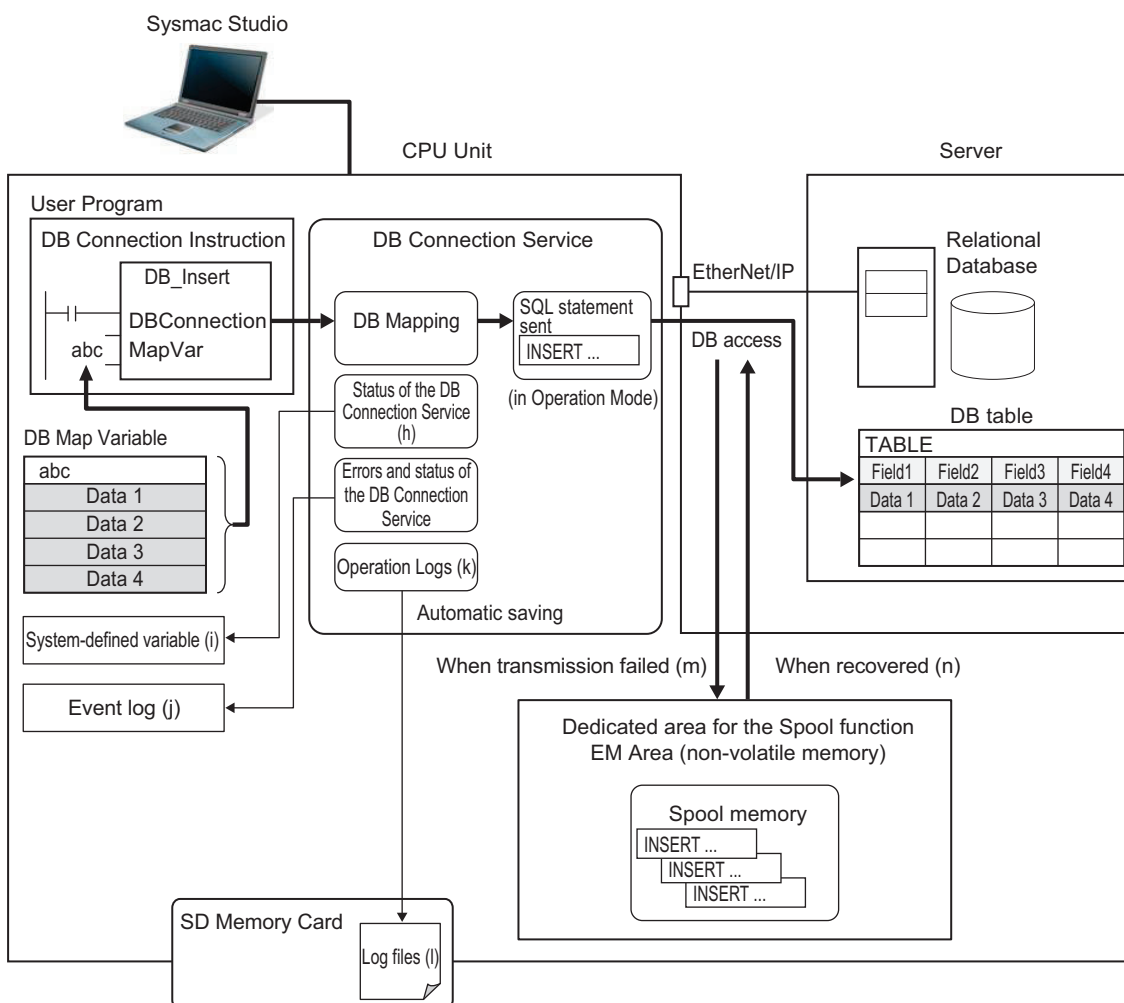 Sysmac Studio
CPU Unit
Server
User Program
DB Connection Instruction
DB_Insert
DBConnection
abc
MapVar
DB Map Variable
abc
Data 1
Data 2
Data 3
Data 4
System-defined variable (i)
Event log (j)
DB Connection Service
DB Mapping
SQL statement
sent
INSERT ...
(in Operation Mode)
Status of the DB
Connection Service
(h)
Errors and status of
the DB Connection
Service
Operation Logs (k)
Automatic saving
EtherNet/IP
DB access
Relational
Database
DB table
TABLE
Field1 Field2 Field3 Field4
Data 1 Data 2 Data 3 Data 4
When transmission failed (m)
When recovered (n)
Dedicated area for the Spool function
EM Area (non-volatile memory)
Spool memory
INSERT ...
INSERT ...
INSERT ...
SD Memory Card
Log files (l)